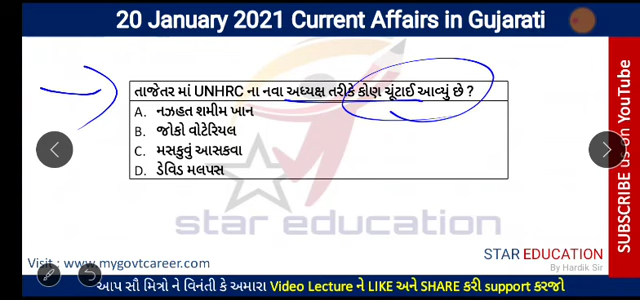 20 January 2021 Current Affairs in Gujarati
તાજેતર માં UNHRC ના નવા અધ્યક્ષ તરીકે કોણ ચૂંટાઈ આવ્યું છે ?
A. નઝહત શમીમ ખાન
B. જોકો વોટેરિયલ
C. મસકુવું આસકવા
D. ડેવિડ મલપસ
star education
SUBSCRIBE us on YouTube
STAR EDUCATION
By Hardik Sir
Visit : www.mygovtcareer.com
આપ સૌ મિત્રો ને વિનંતી કે અમારા Video Lecture ને LIKE અને SHARE કરી support કરજો